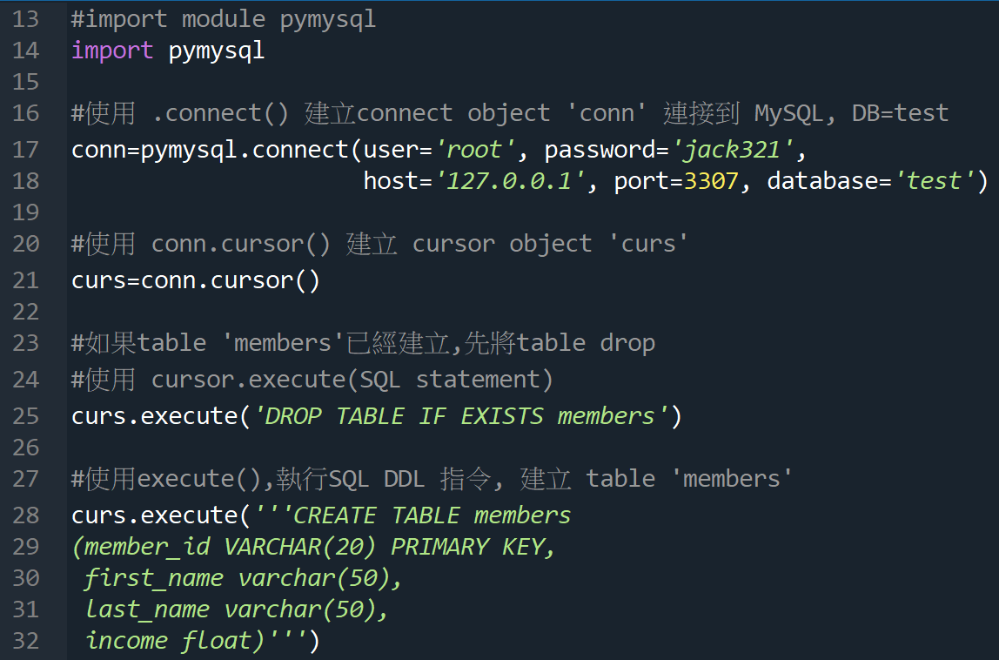 13 #import module pymysql
14 import pymysql
15
16 #使用 .connect() 建立connect object 'conn' 連接到 MySQL, DB=test
17 conn=pymysql.connect(user='root', password='jack321',
18                      host='127.0.0.1', port=3307, database='test')
19
20 #使用 conn.cursor() 建立 cursor object 'curs'
21 curs=conn.cursor()
22
23 #如果table 'members'已經建立,先將table drop
24 #使用 cursor.execute(SQL statement)
25 curs.execute('DROP TABLE IF EXISTS members')
26
27 #使用execute(),執行SQL DDL 指令, 建立 table 'members'
28 curs.execute('''CREATE TABLE members
29 (member_id VARCHAR(20) PRIMARY KEY,
30  first_name varchar(50),
31  last_name varchar(50),
32  income float)''')